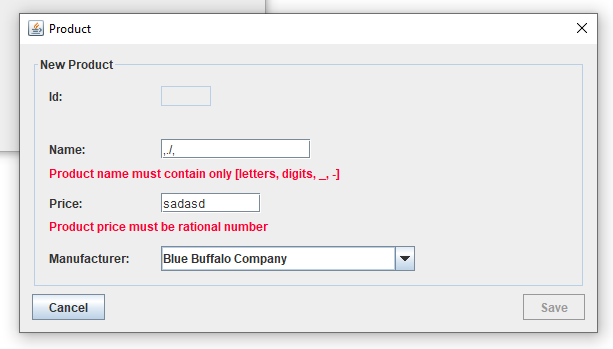 Product
New Product
Id:
Name: ,./,
Product name must contain only [letters, digits, _, -]
Price: sadasd
Product price must be rational number
Manufacturer: Blue Buffalo Company
Cancel Save